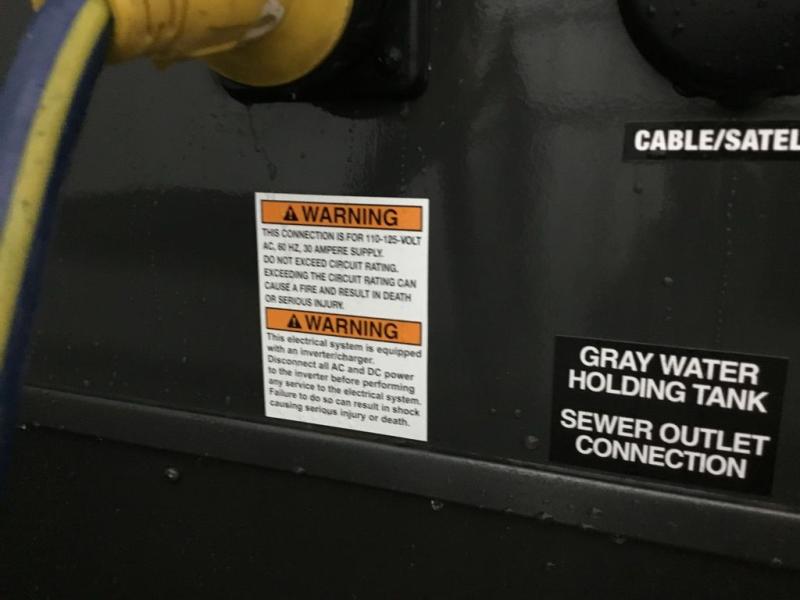 CABLE/SATEL
WARNING
THIS CONNECTION IS FOR 110-125-VOLT
AC, 60 HZ, 30 AMPERE SUPPLY.
DO NOT EXCEED CIRCUIT RATING.
EXCEEDING THE CIRCUIT RATING CAN
CAUSE A FIRE AND RESULT IN DEATH
OR SERIOUS INJURY.
WARNING
This electrical system is equipped
with an inverter/charger.
Disconnect all AC and DC power
to the inverter before performing
any service to the electrical system.
Failure to do so can result in shock
causing serious injury or death.
GRAY WATER
HOLDING TANK
SEWER OUTLET
CONNECTION